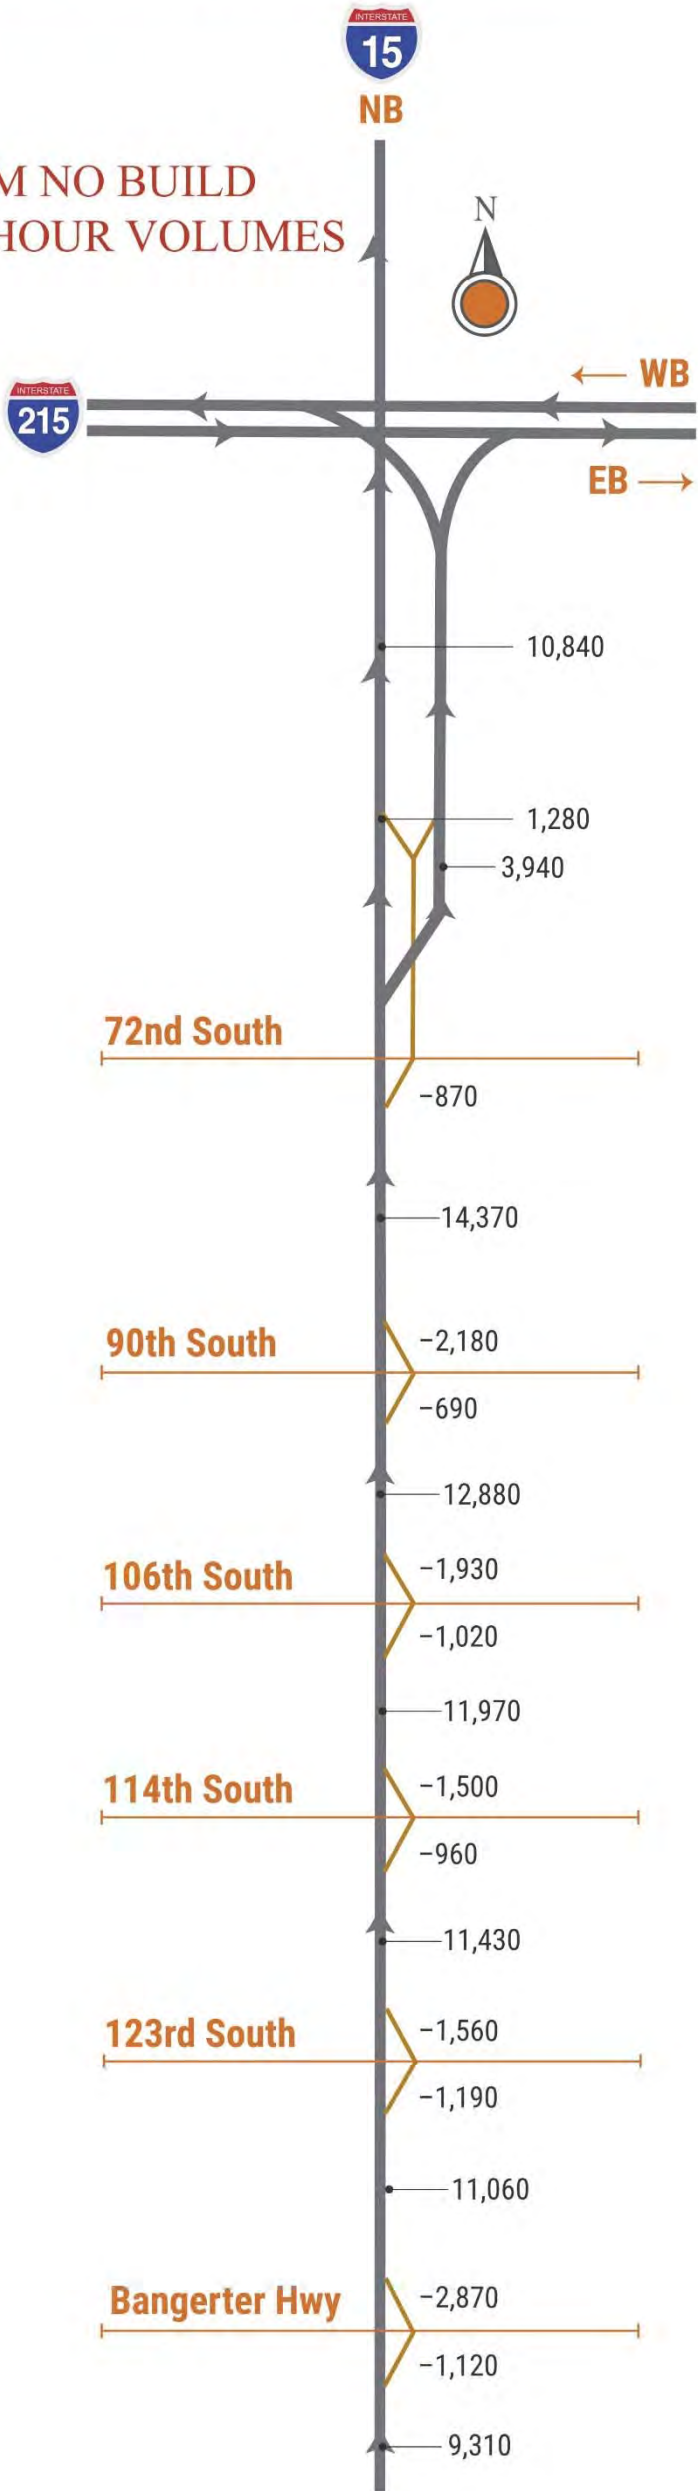 INTERSTATE
15
NB
M NO BUILD
HOUR VOLUMES
N
WB
INTERSTATE
215
EB
10,840
1,280
3,940
72nd South
−870
14,370
90th South
−2,180
−690
12,880
106th South
−1,930
−1,020
11,970
114th South
−1,500
−960
11,430
123rd South
−1,560
−1,190
11,060
Bangerter Hwy
−2,870
−1,120
9,310